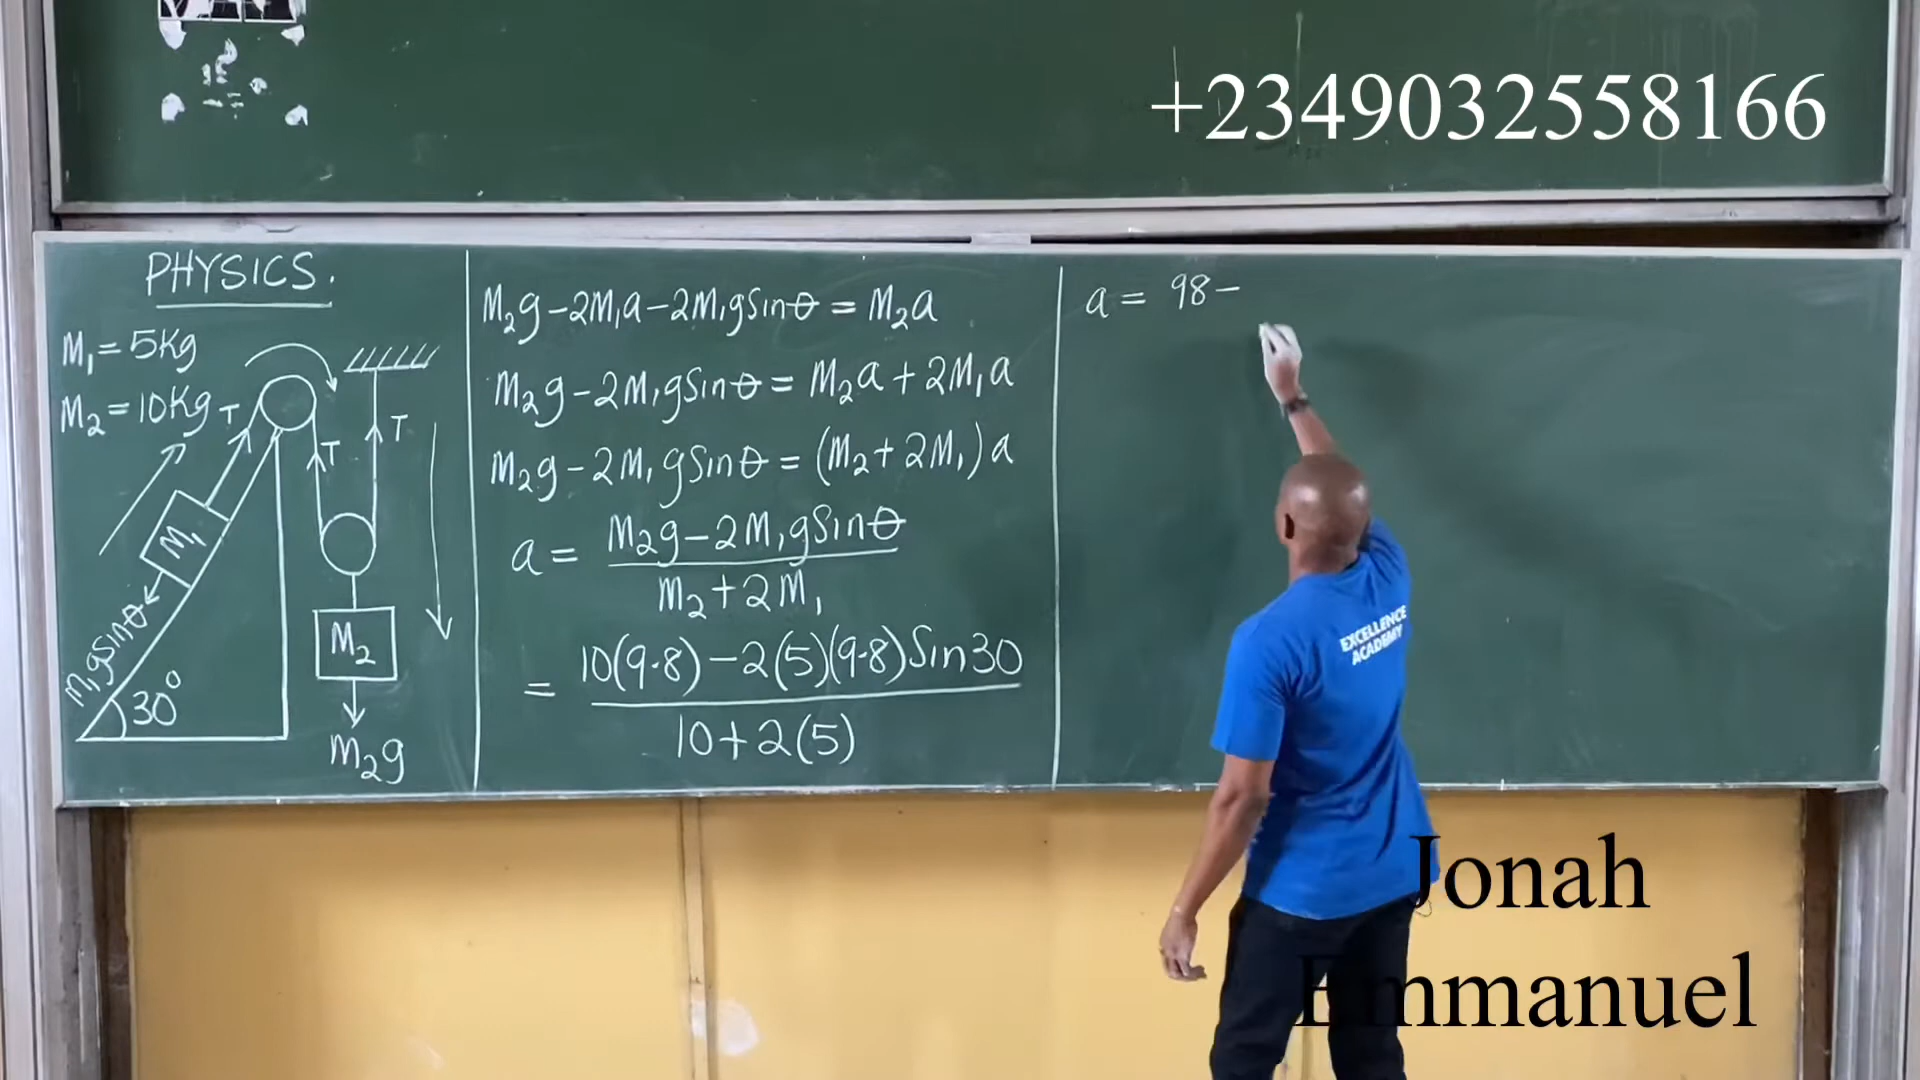 +2349032558166
PHYSICS.
M₁ = 5Kg
M₂ = 10Kg
T
T
T
M₁
M₁gsinθ
30°
M₂
M₂g
M₂g - 2M₁a - 2M₁gsinθ = M₂a
M₂g - 2M₁gsinθ = M₂a + 2M₁a
M₂g - 2M₁gsinθ = (M₂ + 2M₁)a
a = M₂g - 2M₁gsinθ
M₂ + 2M₁
= 10(9.8) - 2(5)(9.8)Sin30
10 + 2(5)
a = 98 -
EXCELLENCE
ACADEMY
Jonah
Emmanuel